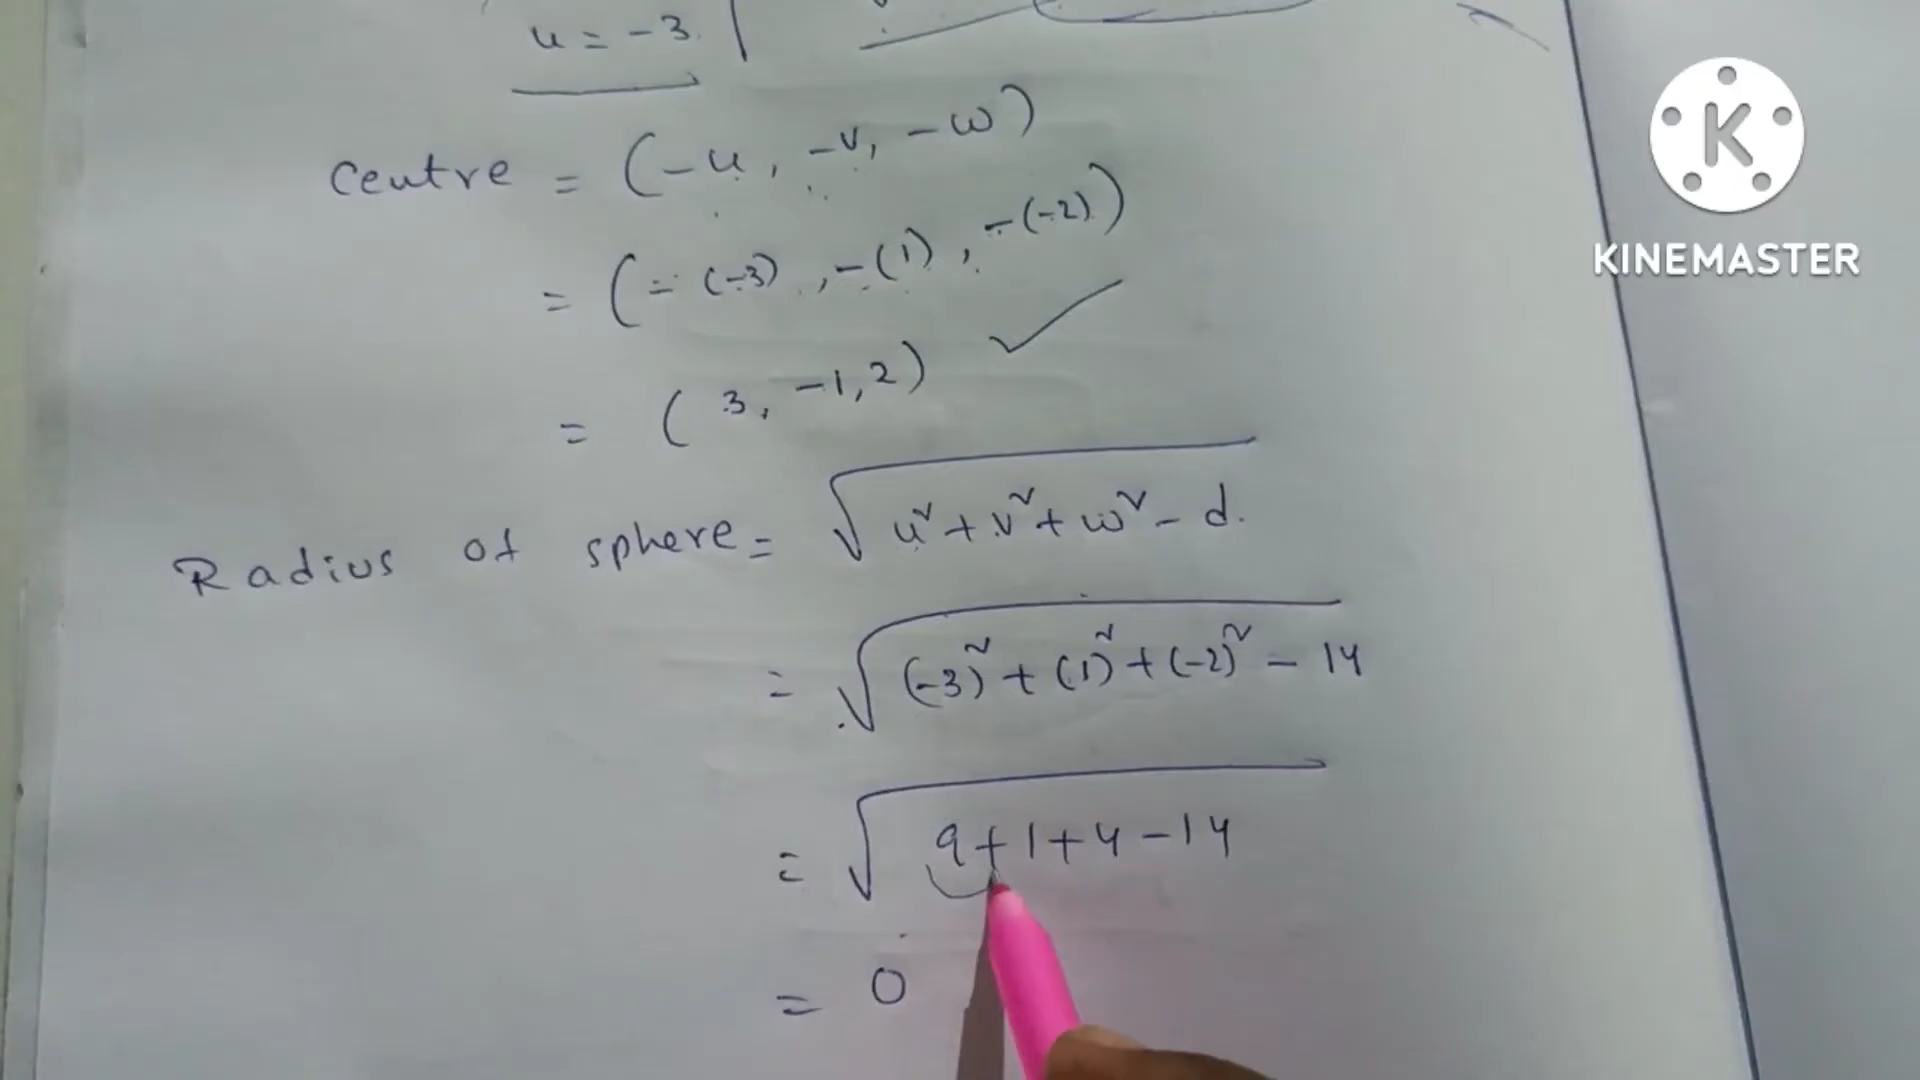 u = -3
K
KINEMASTER
Centre = (-u, -v, -w)
= (-(-3), -(1), -(-2))
= (3, -1, 2)
Radius of sphere = √(u² + v² + w² - d.)
= √((-3)² + (1)² + (-2)² - 14)
= √(9+1+4-14)
= 0